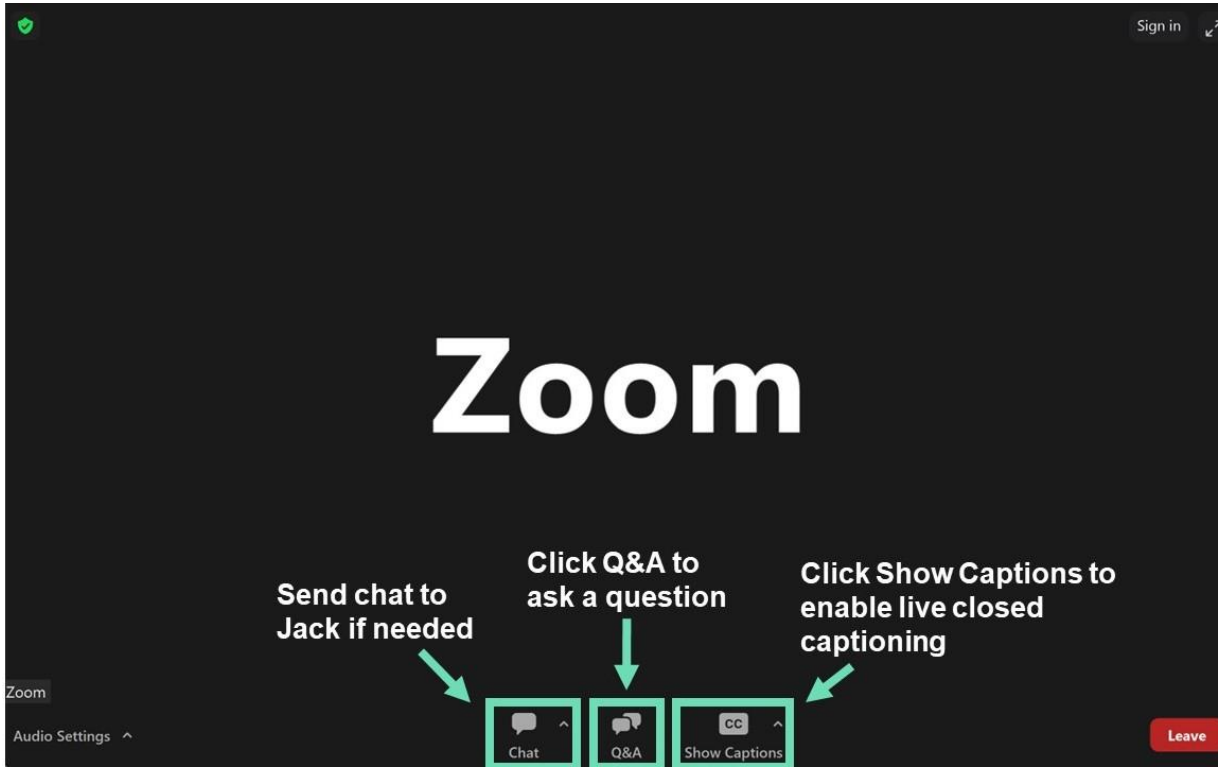 Sign in
Zoom
Send chat to
Jack if needed
Click Q&A to
ask a question
Click Show Captions to
enable live closed
captioning
Zoom
Audio Settings
Chat
Q&A
CC
Show Captions
Leave